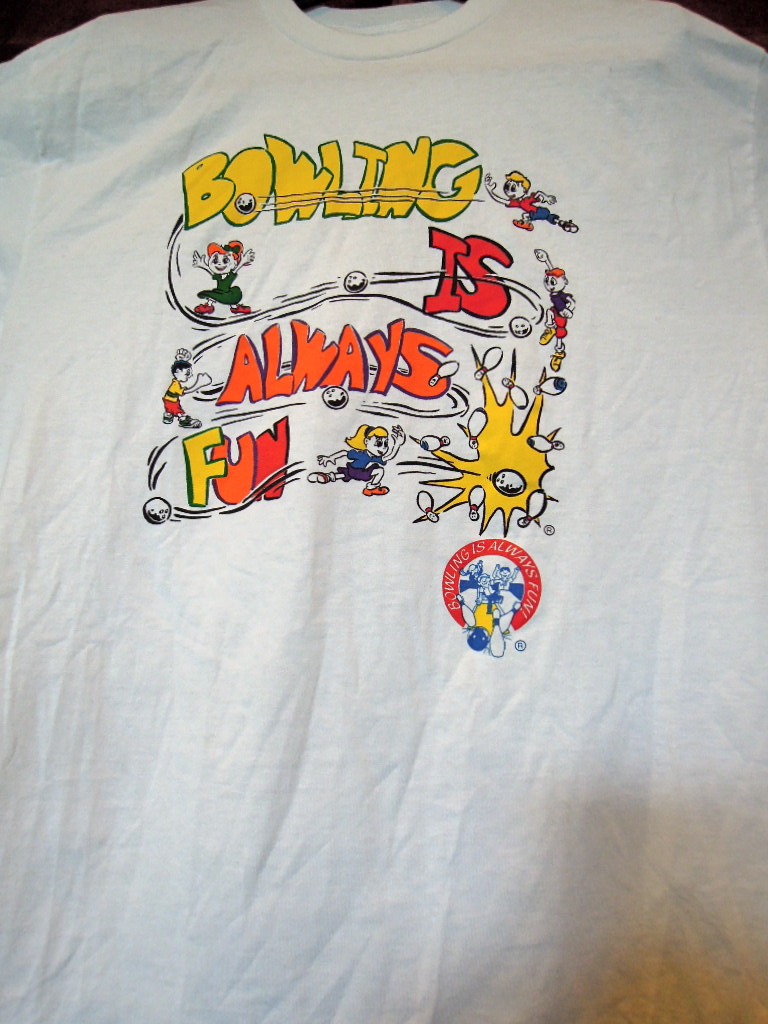 BOWLING
IS
ALWAYS
FUN
®
BOWLING IS ALWAYS FUN!
®